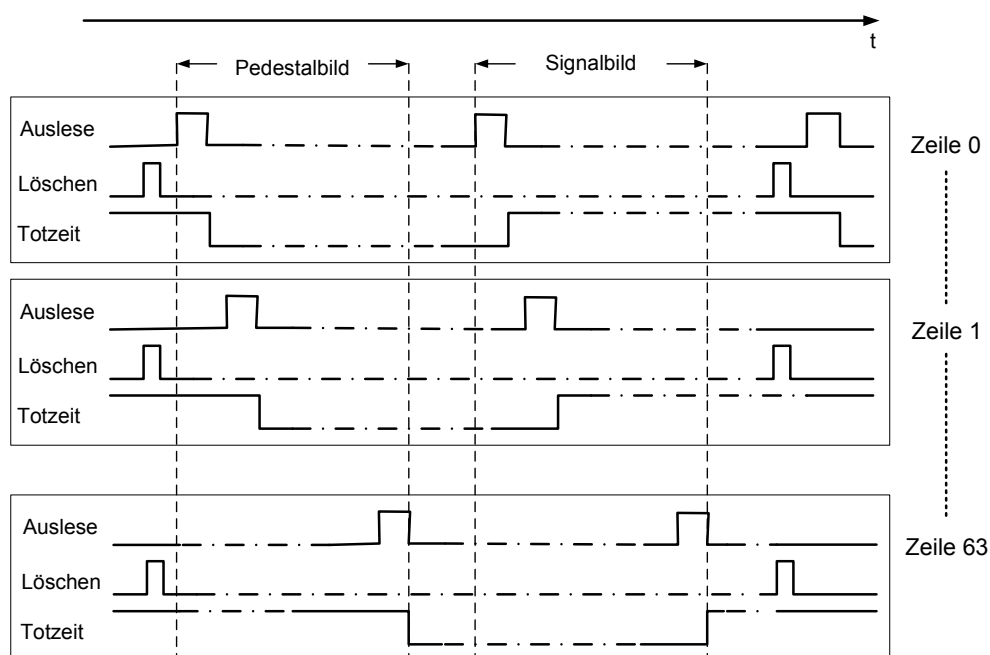 t
Pedestalbild
Signalbild
Auslese
Löschen
Totzeit
Zeile 0
Auslese
Löschen
Totzeit
Zeile 1
Auslese
Löschen
Totzeit
Zeile 63